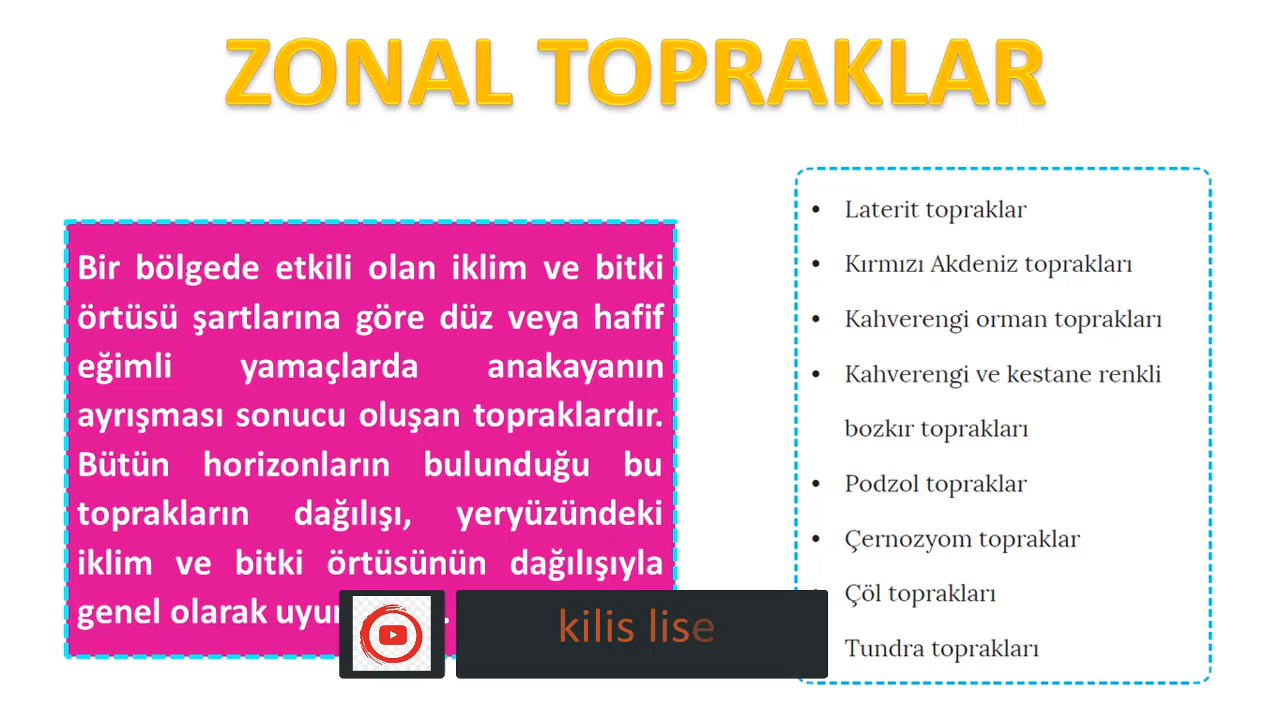 ZONAL TOPRAKLAR
Bir bölgede etkili olan iklim ve bitki
örtüsü şartlarına göre düz veya hafif
eğimli yamaçlarda anakayanın
ayrışması sonucu oluşan topraklardır.
Bütün horizonların bulunduğu bu
toprakların dağılışı, yeryüzündeki
iklim ve bitki örtüsünün dağılışıyla
genel olarak
• Laterit topraklar
• Kırmızı Akdeniz toprakları
• Kahverengi orman toprakları
• Kahverengi ve kestane renkli
bozkır toprakları
• Podzol topraklar
• Çernozyom topraklar
Çöl toprakları
Tundra toprakları
kilis lise